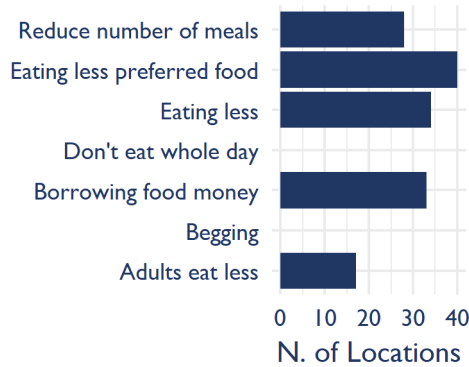 Reduce number of meals
Eating less preferred food
Eating less
Don't eat whole day
Borrowing food money
Begging
Adults eat less
0 10 20 30 40
N. of Locations